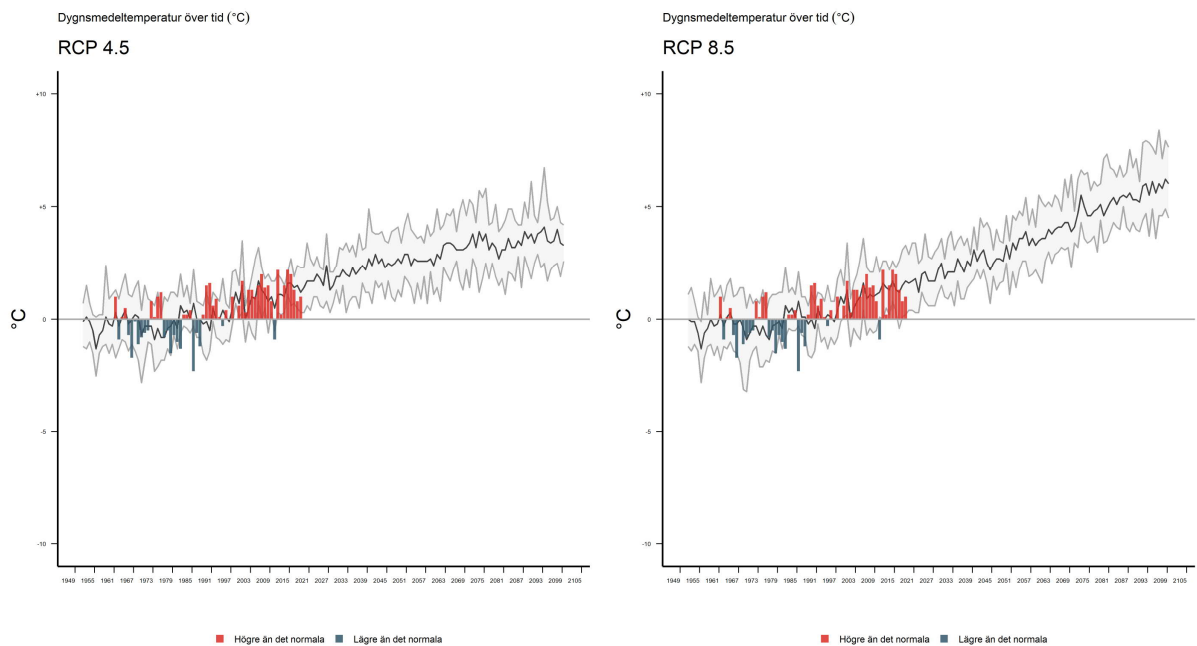 Dygnsmedeltemperatur över tid (°C)
RCP 4.5
+10
+5
0
-5
-10
°C
1949 1955 1961 1967 1973 1979 1985 1991 1997 2003 2009 2015 2021 2027 2033 2039 2045 2051 2057 2063 2069 2075 2081 2087 2093 2099 2105
Högre än det normala Lägre än det normala
Dygnsmedeltemperatur över tid (°C)
RCP 8.5
+10
+5
0
-5
-10
°C
1949 1955 1961 1967 1973 1979 1985 1991 1997 2003 2009 2015 2021 2027 2033 2039 2045 2051 2057 2063 2069 2075 2081 2087 2093 2099 2105
Högre än det normala Lägre än det normala